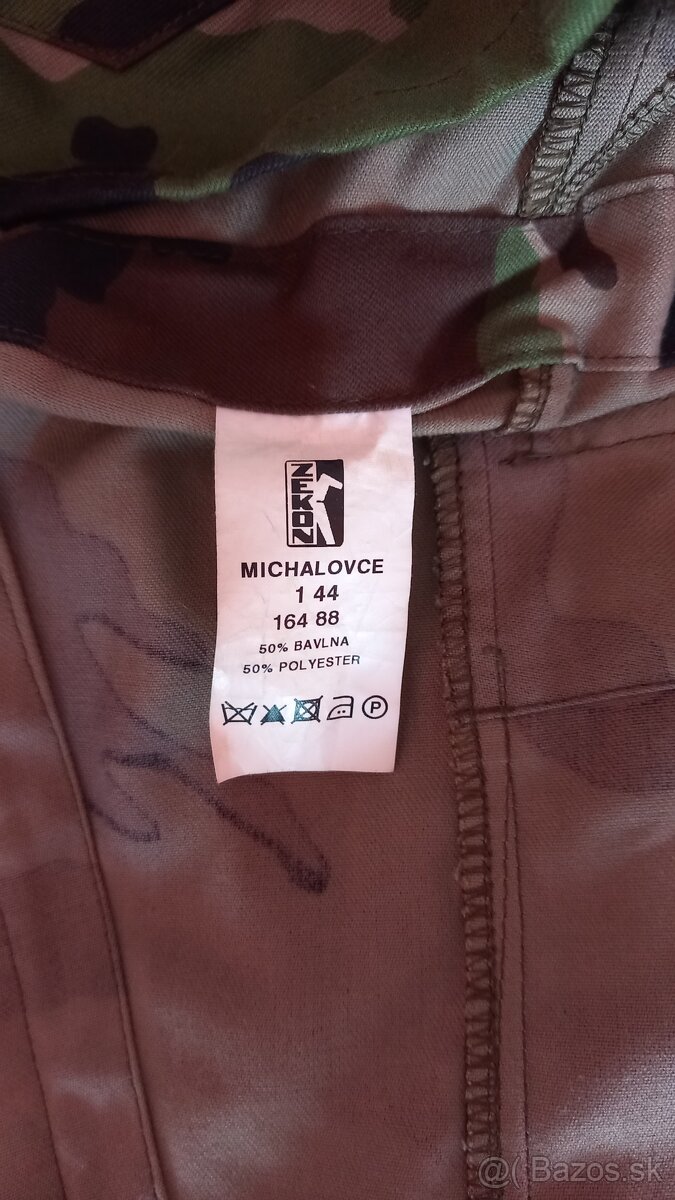 ZEKON
MICHALOVCE
1 44
164 88
50% BAVLNA
50% POLYESTER
P
@( Bazos.sk